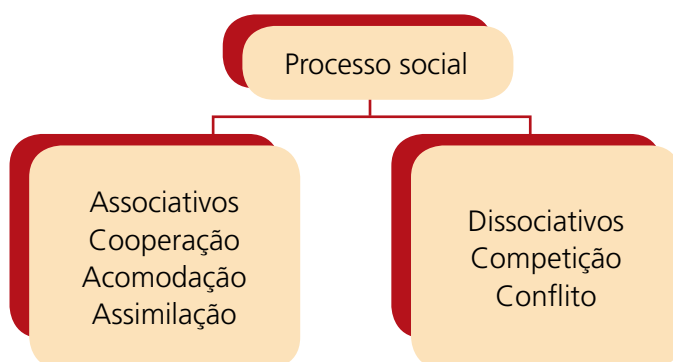 Processo social
Associativos
Cooperação
Acomodação
Assimilação
Dissociativos
Competição
Conflito